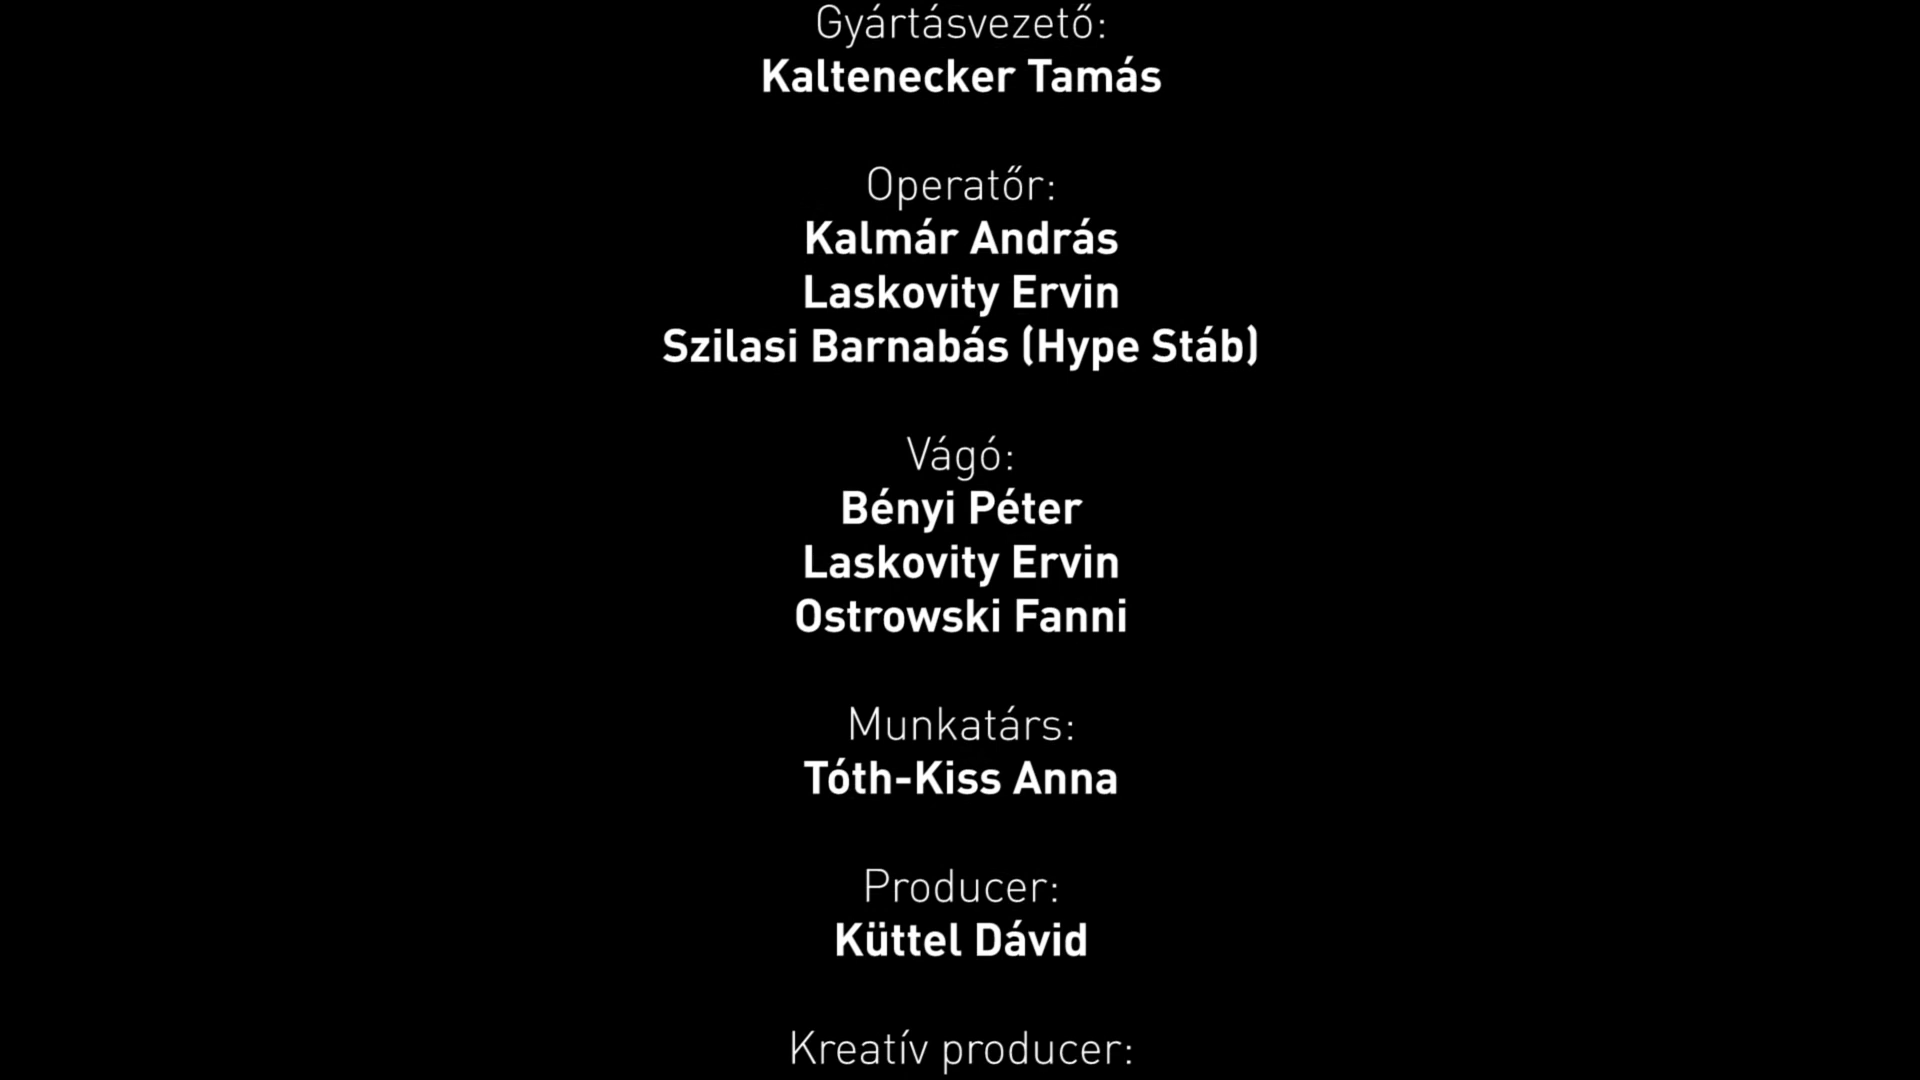 Gyártásvezető:
Kaltenecker Tamás
Operatőr:
Kalmár András
Laskovity Ervin
Szilasi Barnabás (Hype Stáb)
Vágó:
Bényi Péter
Laskovity Ervin
Ostrowski Fanni
Munkatárs:
Tóth-Kiss Anna
Producer:
Küttel Dávid
Kreatív producer: